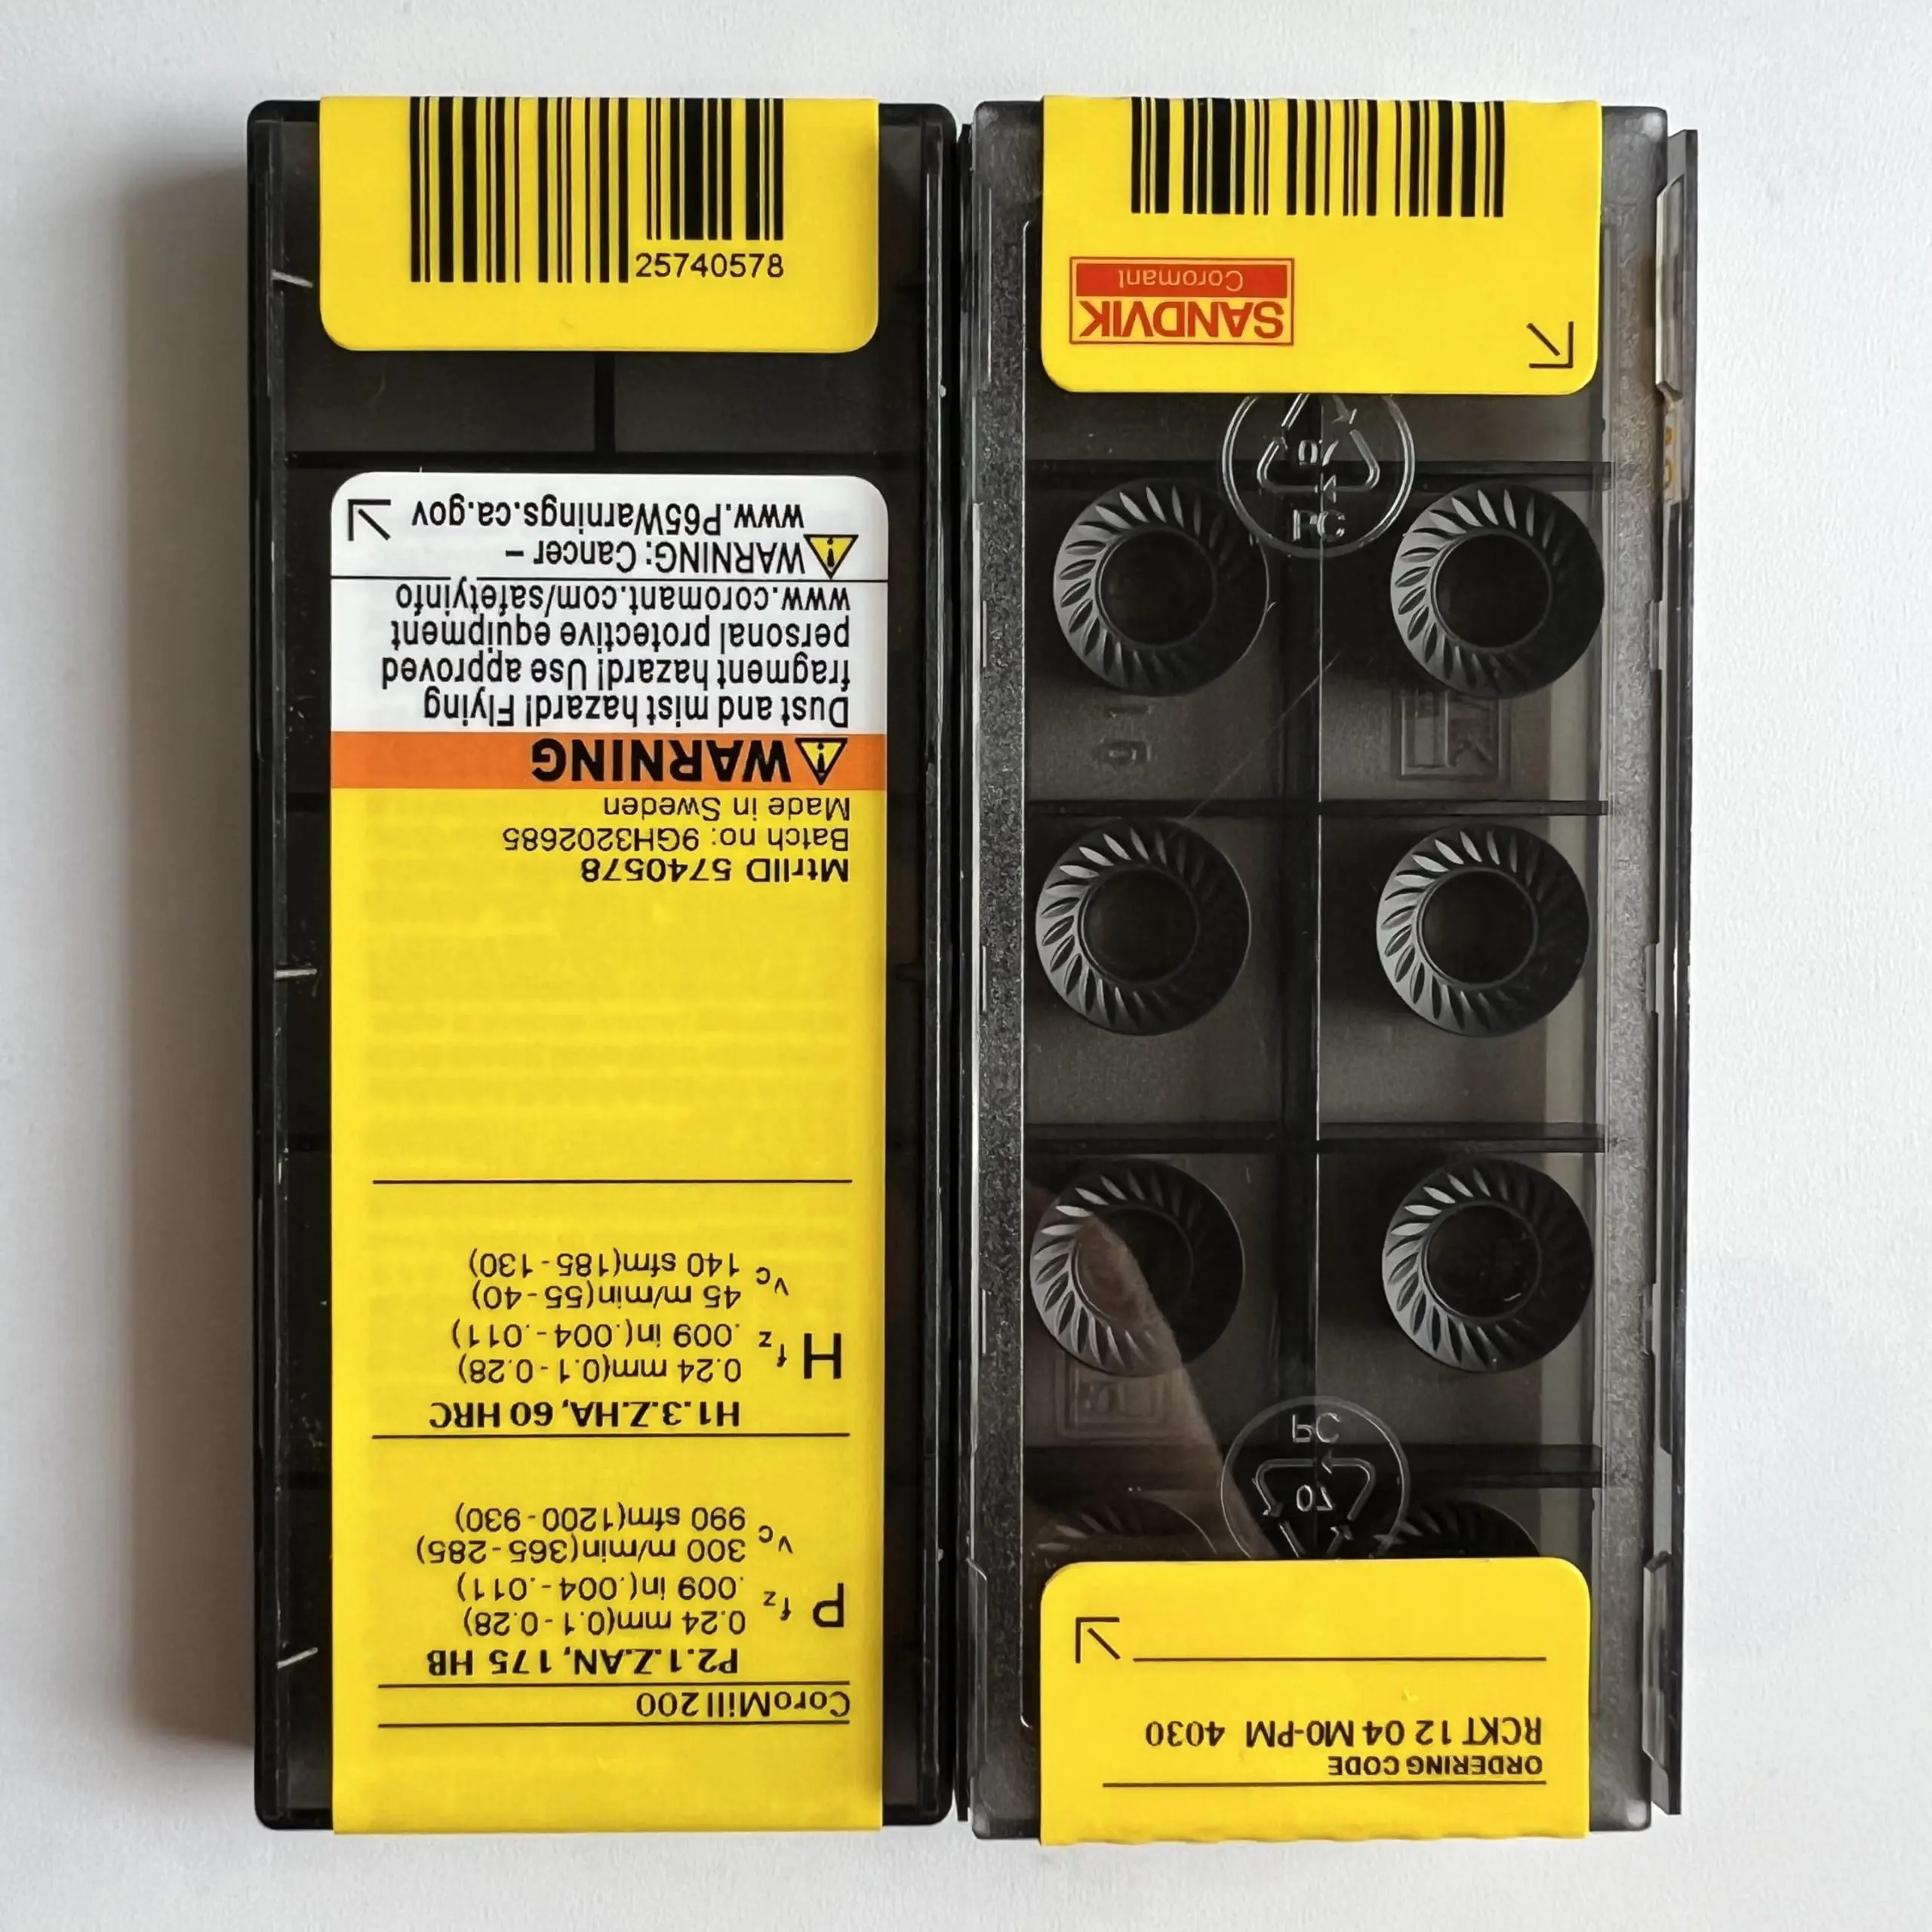 25740578
CoroMill 200
P2.1.Z.AN, 175 HB
P fz 0.24 mm(0.1 - 0.28)
.009 in(.004 - .011)
vc 300 m/min(365 - 285)
990 sfm(1200 - 930)
H1.3.Z.HA, 60 HRC
H fz 0.24 mm(0.1 - 0.28)
.009 in(.004 - .011)
vc 45 m/min(55 - 40)
140 sfm(185 - 130)
MtrlID 5740578
Batch no: 9GH3202685
Made in Sweden
WARNING
Dust and mist hazard! Flying
fragment hazard! Use approved
personal protective equipment
www.coromant.com/safetyinfo
WARNING: Cancer –
www.P65Warnings.ca.gov
ORDERING CODE
RCKT 12 04 M0-PM 4030
PC
07
SANDVIK
Coromant
07
PC